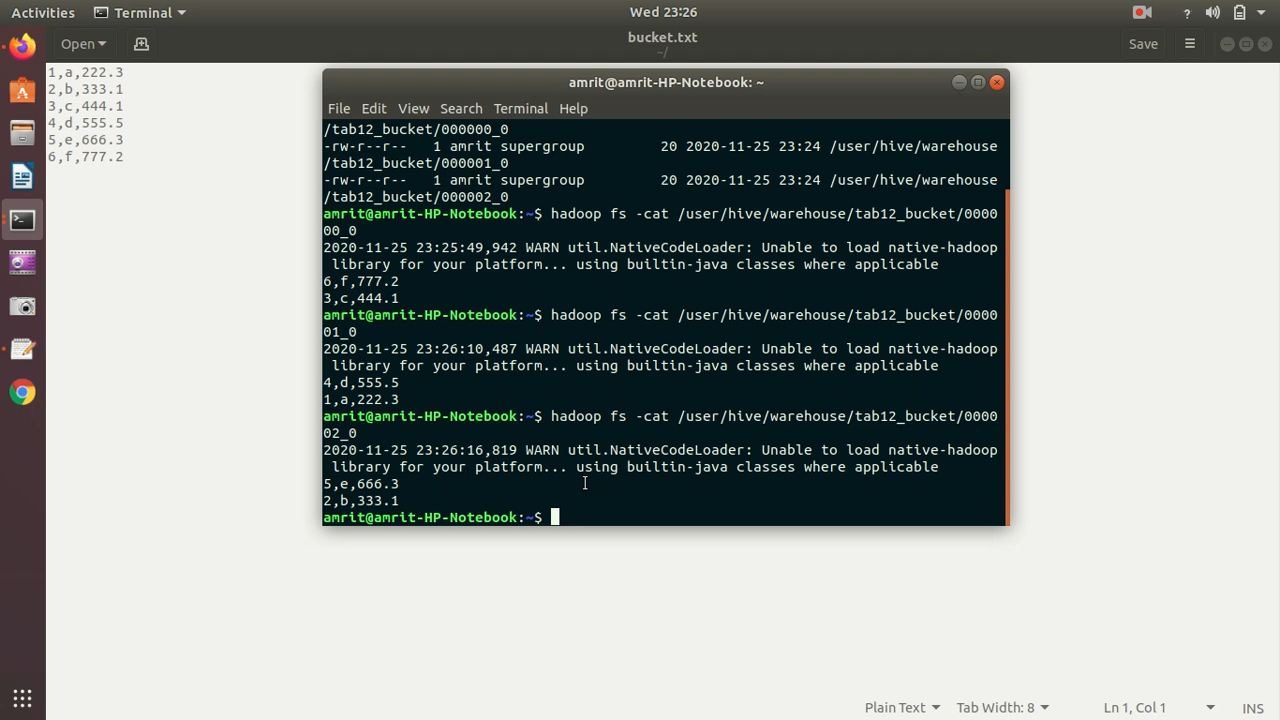 Activities Terminal Wed 23:26 ?
Open bucket.txt Save
~/
1,a,222.3
2,b,333.1
3,c,444.1
4,d,555.5
5,e,666.3
6,f,777.2
amrit@amrit-HP-Notebook: ~
File Edit View Search Terminal Help
/tab12_bucket/000000_0
-rw-r--r-- 1 amrit supergroup 20 2020-11-25 23:24 /user/hive/warehouse
/tab12_bucket/000001_0
-rw-r--r-- 1 amrit supergroup 20 2020-11-25 23:24 /user/hive/warehouse
/tab12_bucket/000002_0
amrit@amrit-HP-Notebook:~$ hadoop fs -cat /user/hive/warehouse/tab12_bucket/0000
00_0
2020-11-25 23:25:49,942 WARN util.NativeCodeLoader: Unable to load native-hadoop
library for your platform... using builtin-java classes where applicable
6,f,777.2
3,c,444.1
amrit@amrit-HP-Notebook:~$ hadoop fs -cat /user/hive/warehouse/tab12_bucket/0000
01_0
2020-11-25 23:26:10,487 WARN util.NativeCodeLoader: Unable to load native-hadoop
library for your platform... using builtin-java classes where applicable
4,d,555.5
1,a,222.3
amrit@amrit-HP-Notebook:~$ hadoop fs -cat /user/hive/warehouse/tab12_bucket/0000
02_0
2020-11-25 23:26:16,819 WARN util.NativeCodeLoader: Unable to load native-hadoop
library for your platform... using builtin-java classes where applicable
5,e,666.3
2,b,333.1
amrit@amrit-HP-Notebook:~$
Plain Text Tab Width: 8 Ln 1, Col 1 INS